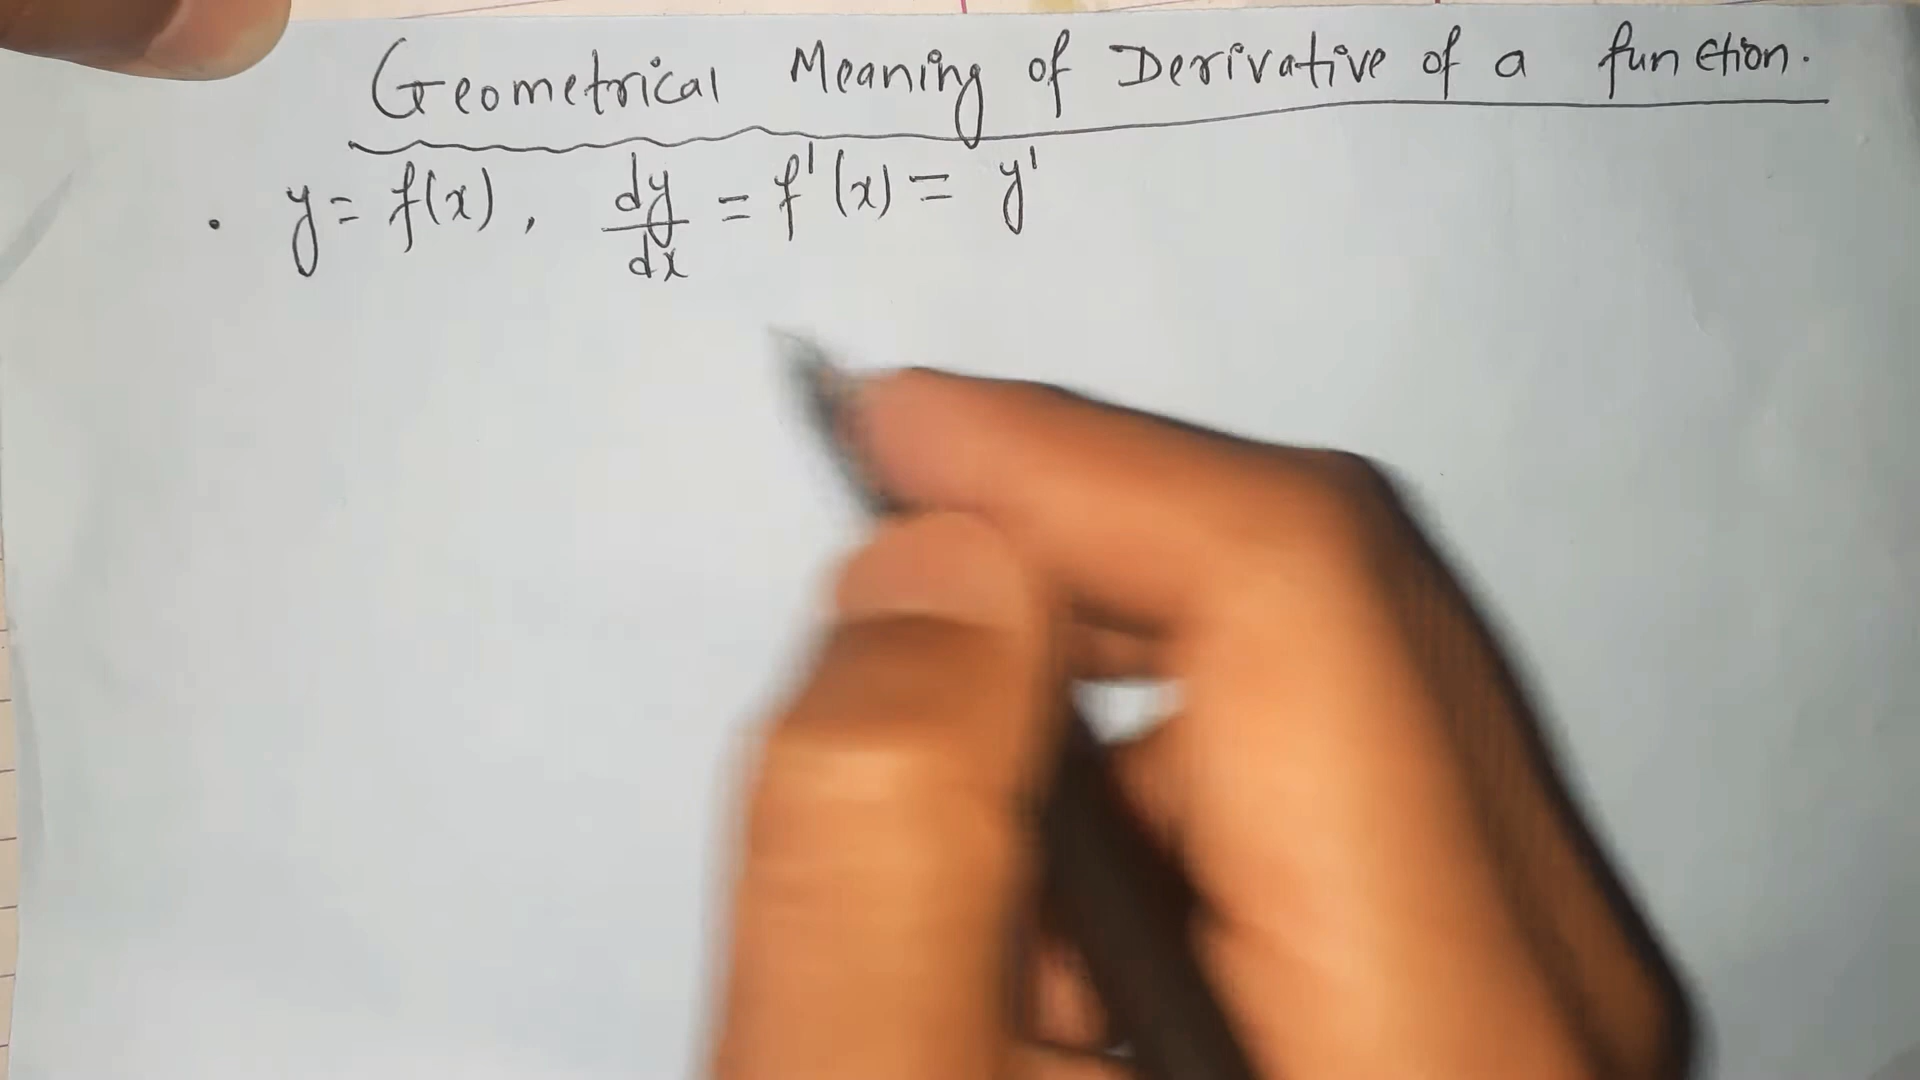 Geometrical Meaning of Derivative of a function.
. y = f(x), dy/dx = f'(x) = y'